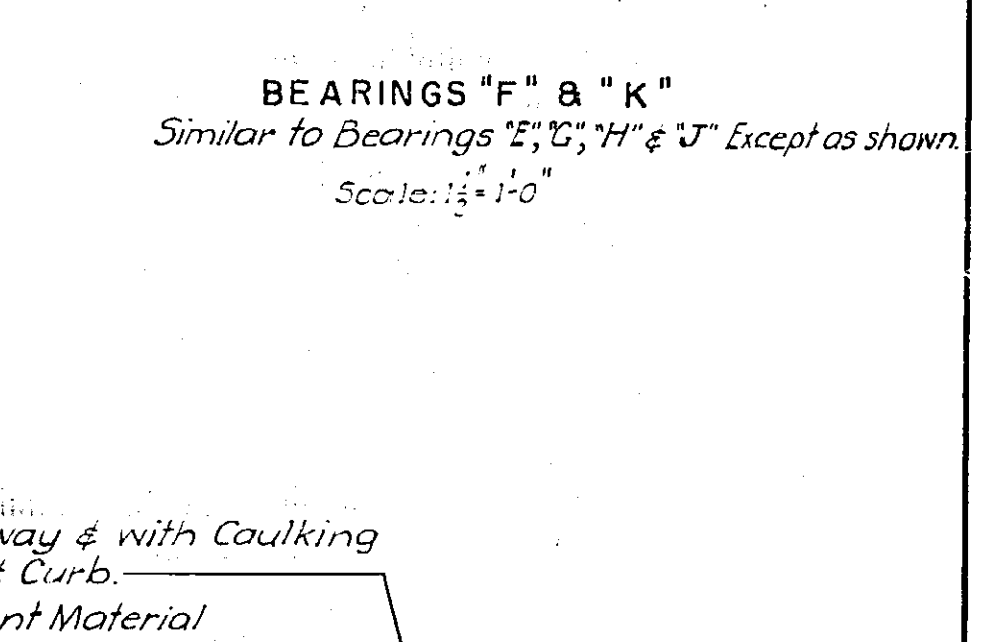 BEARINGS "F" & "K"
Similar to Bearings "E", "G", "H" & "J" Except as shown.
Scale: 1½" = 1'-0"
way & with Caulking
Curb.
nt Material